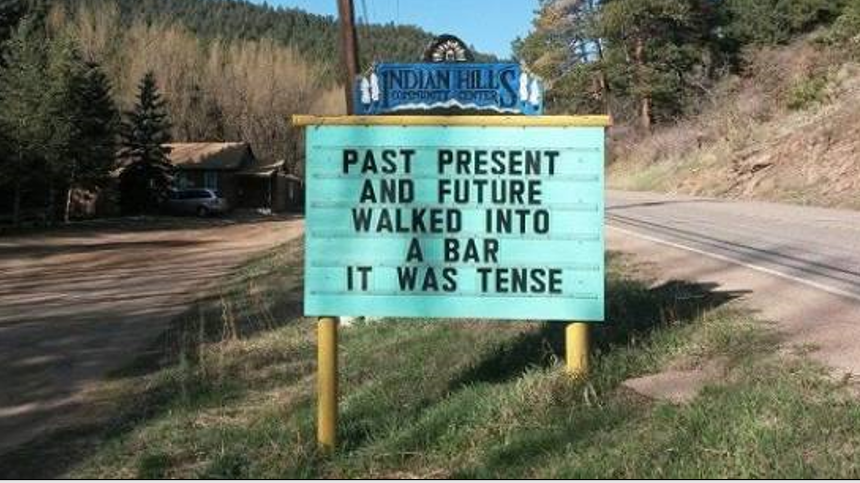 INDIAN HILLS
COMMUNITY CENTER
PAST PRESENT
AND FUTURE
WALKED INTO
A BAR
IT WAS TENSE